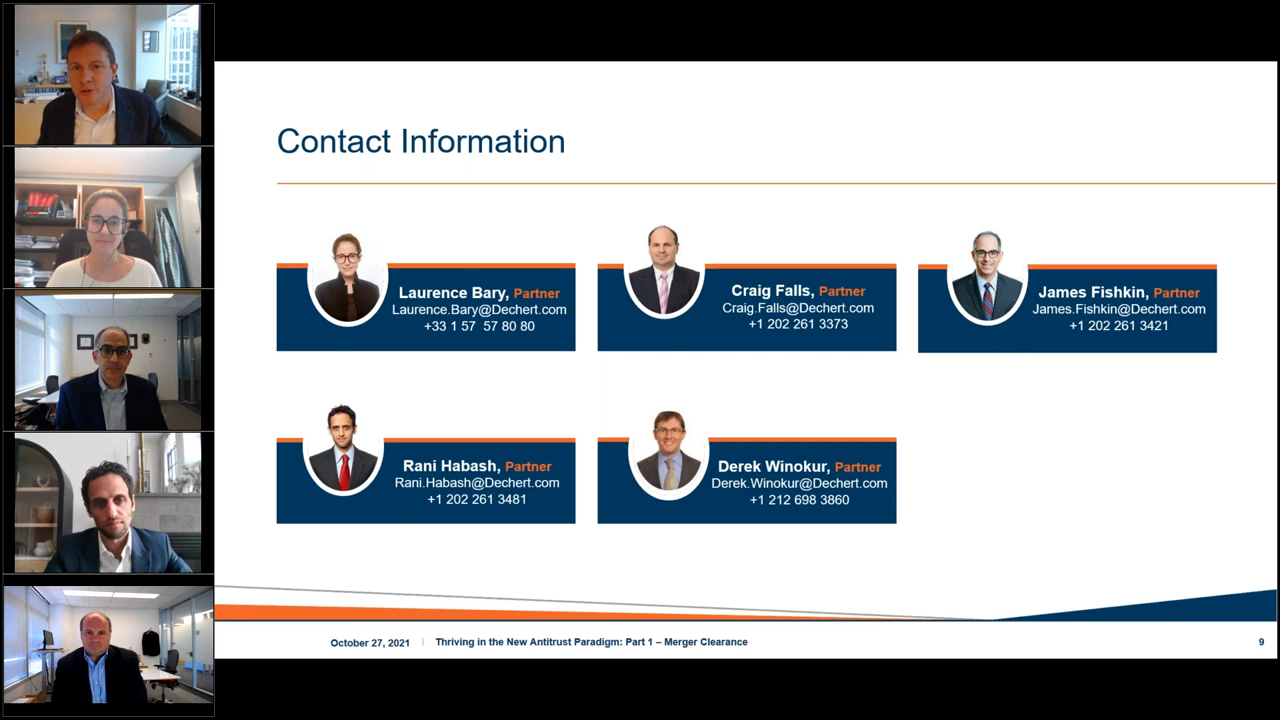 Contact Information
Laurence Bary, Partner
Laurence.Bary@Dechert.com
+33 1 57 57 80 80
Craig Falls, Partner
Craig.Falls@Dechert.com
+1 202 261 3373
James Fishkin, Partner
James.Fishkin@Dechert.com
+1 202 261 3421
Rani Habash, Partner
Rani.Habash@Dechert.com
+1 202 261 3481
Derek Winokur, Partner
Derek.Winokur@Dechert.com
+1 212 698 3860
October 27, 2021 | Thriving in the New Antitrust Paradigm: Part 1 – Merger Clearance 9